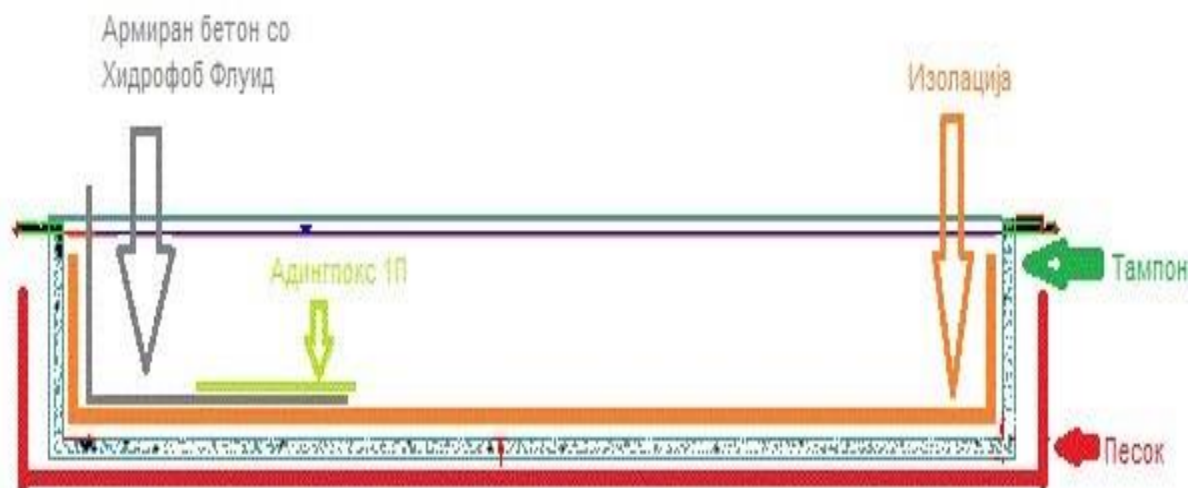 Армиран бетон со
Хидрофоб Флуид
Изолација
Адингпокс 1П
Тампон
Песок